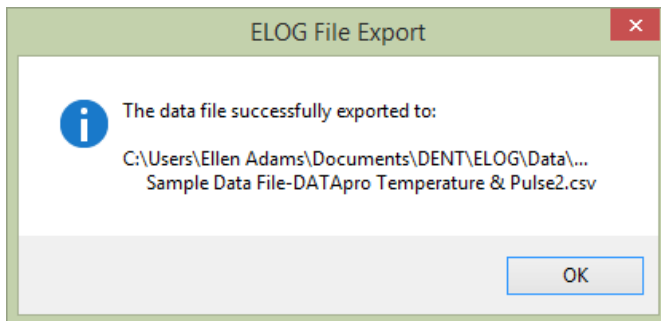 ELOG File Export
The data file successfully exported to:
C:\Users\Ellen Adams\Documents\DENT\ELOG\Data\...
Sample Data File-DATApro Temperature & Pulse2.csv
OK